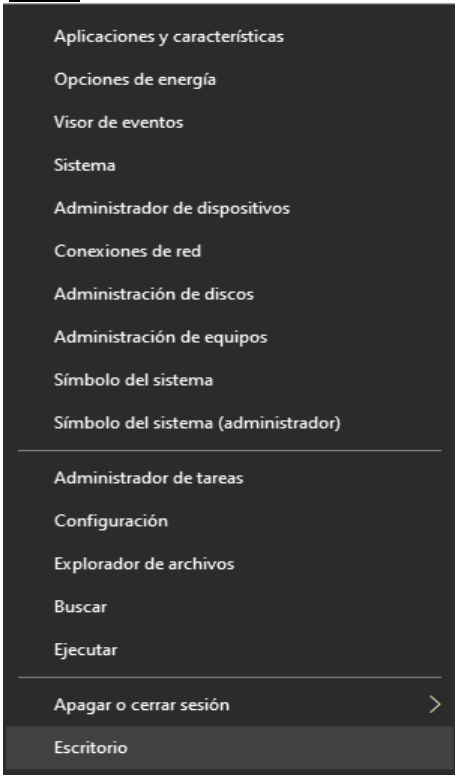 Aplicaciones y características
Opciones de energía
Visor de eventos
Sistema
Administrador de dispositivos
Conexiones de red
Administración de discos
Administración de equipos
Símbolo del sistema
Símbolo del sistema (administrador)
Administrador de tareas
Configuración
Explorador de archivos
Buscar
Ejecutar
Apagar o cerrar sesión
Escritorio